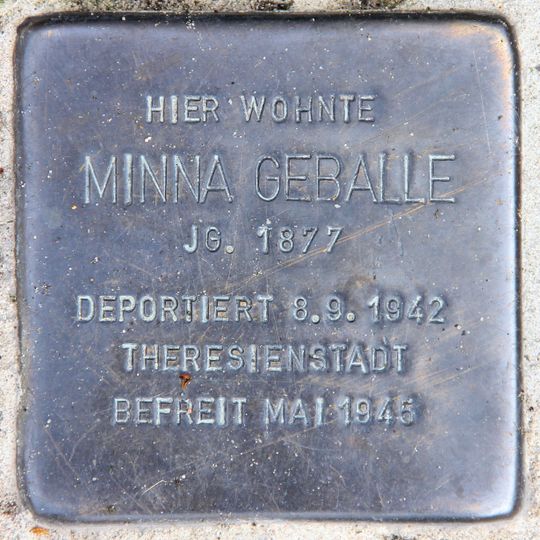 HIER WOHNTE
MINNA GEBALLE
JG. 1877
DEPORTIERT 8.9.1942
THERESIENSTADT
BEFREIT MAI 1945